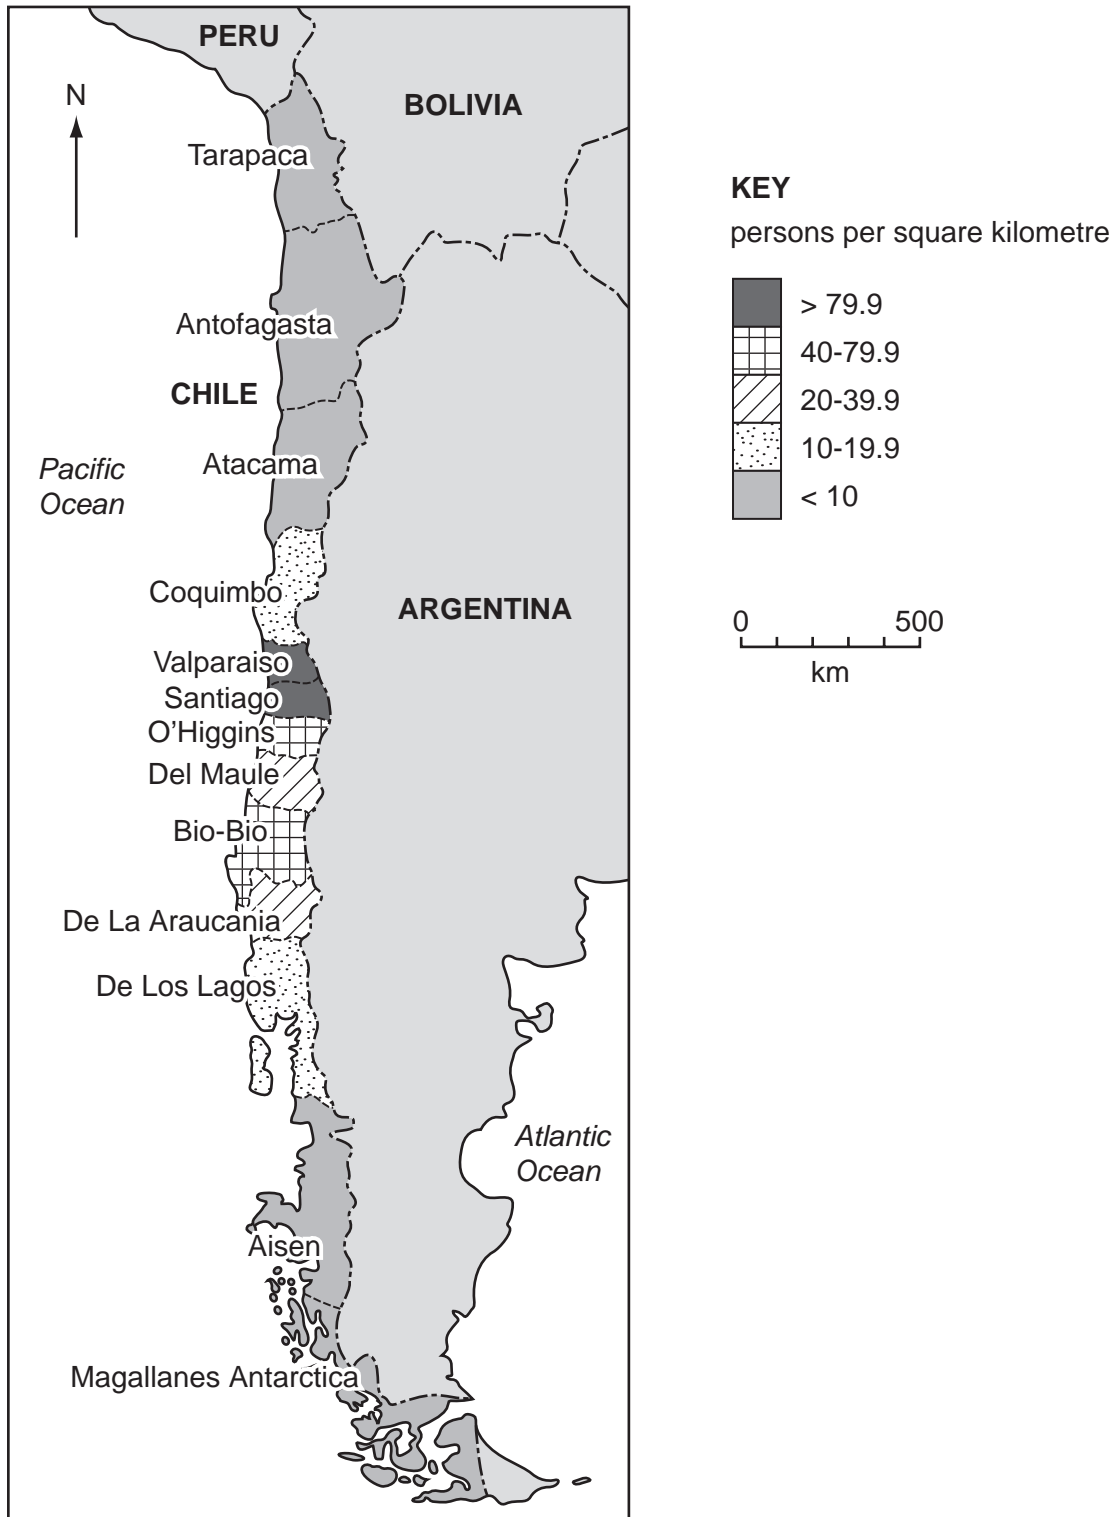 PERU
N
BOLIVIA
Tarapaca
Antofagasta
CHILE
Atacama
Pacific
Ocean
Coquimbo
ARGENTINA
Valparaiso
Santiago
O’Higgins
Del Maule
Bio-Bio
De La Araucania
De Los Lagos
Atlantic
Ocean
Aisen
Magallanes Antarctica
KEY
persons per square kilometre
> 79.9
40-79.9
20-39.9
10-19.9
< 10
0 500
km